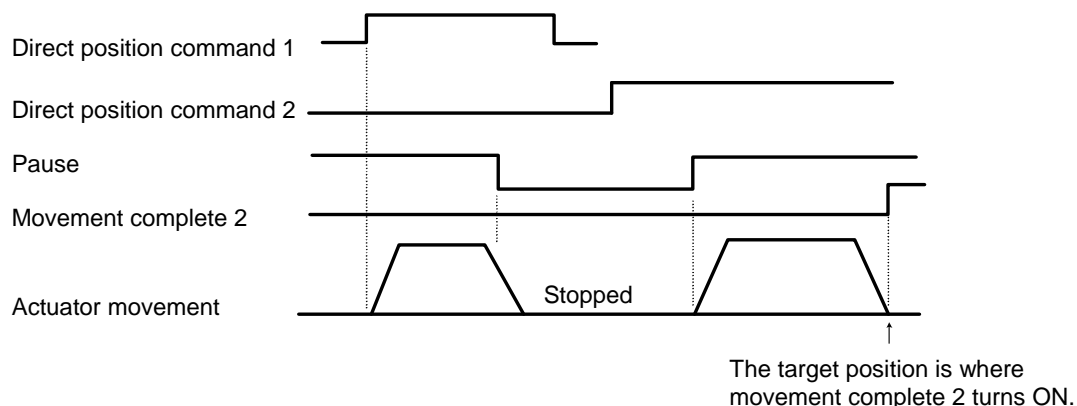 Direct position command 1
Direct position command 2
Pause
Movement complete 2
Actuator movement
Stopped
The target position is where
movement complete 2 turns ON.